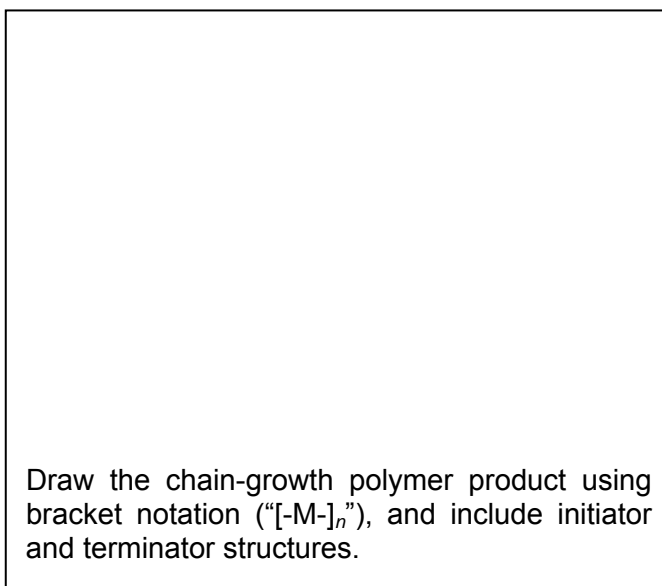 Draw the chain-growth polymer product using
bracket notation (“[-M-]n”), and include initiator
and terminator structures.